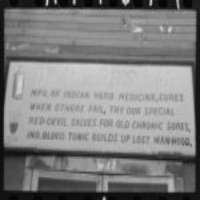 MFG. OF INDIAN HERB MEDICINE, CURES
WHEN OTHERS FAIL, TRY OUR SPECIAL
RED DEVIL SALVES FOR OLD CHRONIC SORES,
IND. BLOOD TONIC BUILDS UP LOST MANHOOD,